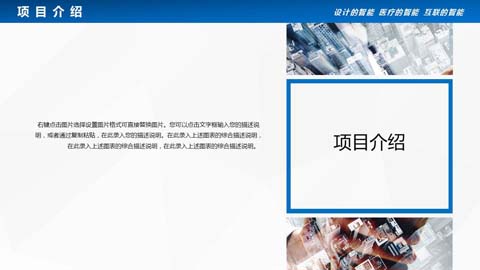 项目介绍
设计的智能 医疗的智能 互联的智能
右键点击图片选择设置图片格式可直接替换图片。您可以点击文字框输入您的描述说
明，或者通过复制粘贴，在此录入您的描述说明。在此录入上述图表的综合描述说明，
在此录入上述图表的综合描述说明，在此录入上述图表的综合描述说明。
项目介绍